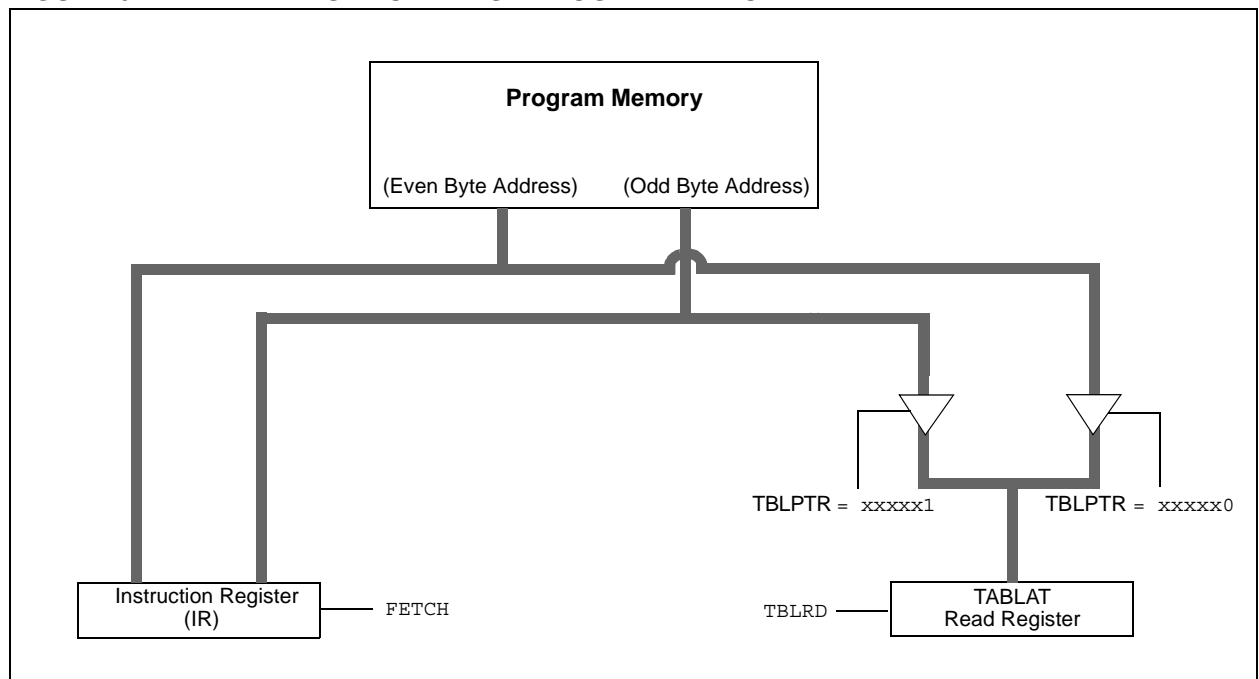 Program Memory
(Even Byte Address) (Odd Byte Address)
TBLPTR = xxxxx1 TBLPTR = xxxxx0
Instruction Register
(IR)
FETCH
TBLRD
TABLAT
Read Register